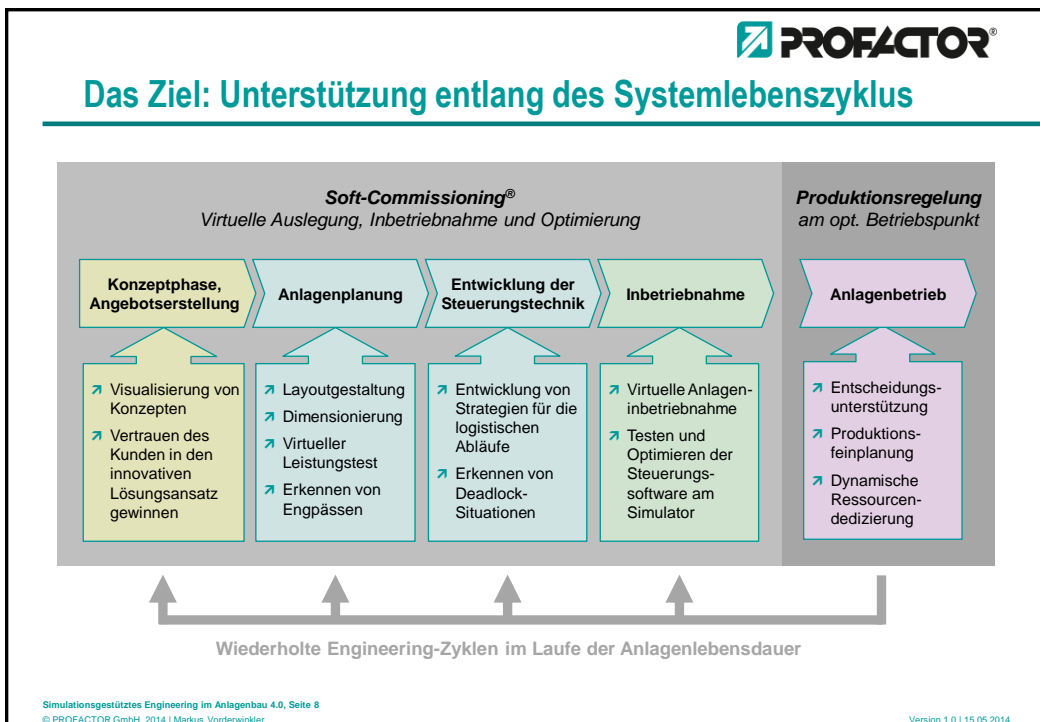 PROFACTOR®
Das Ziel: Unterstützung entlang des Systemlebenszyklus
Soft-Commissioning®
Virtuelle Auslegung, Inbetriebnahme und Optimierung
Produktionsregelung
am opt. Betriebspunkt
Konzeptphase,
Angebotserstellung
Anlagenplanung
Entwicklung der
Steuerungstechnik
Inbetriebnahme
Anlagenbetrieb
Visualisierung von
Konzepten
Vertrauen des
Kunden in den
innovativen
Lösungsansatz
gewinnen
Layoutgestaltung
Dimensionierung
Virtueller
Leistungstest
Erkennen von
Engpässen
Entwicklung von
Strategien für die
logistischen
Abläufe
Erkennen von
Deadlock-
Situationen
Virtuelle Anlagen-
inbetriebnahme
Testen und
Optimieren der
Steuerungs-
software am
Simulator
Entscheidungs-
unterstützung
Produktions-
feinplanung
Dynamische
Ressourcen-
dedizierung
Wiederholte Engineering-Zyklen im Laufe der Anlagenlebensdauer
Simulationsgestütztes Engineering im Anlagenbau 4.0, Seite 8
© PROFACTOR GmbH, 2014 | Markus Vorderwinkler
Version 1.0 | 15.05.2014